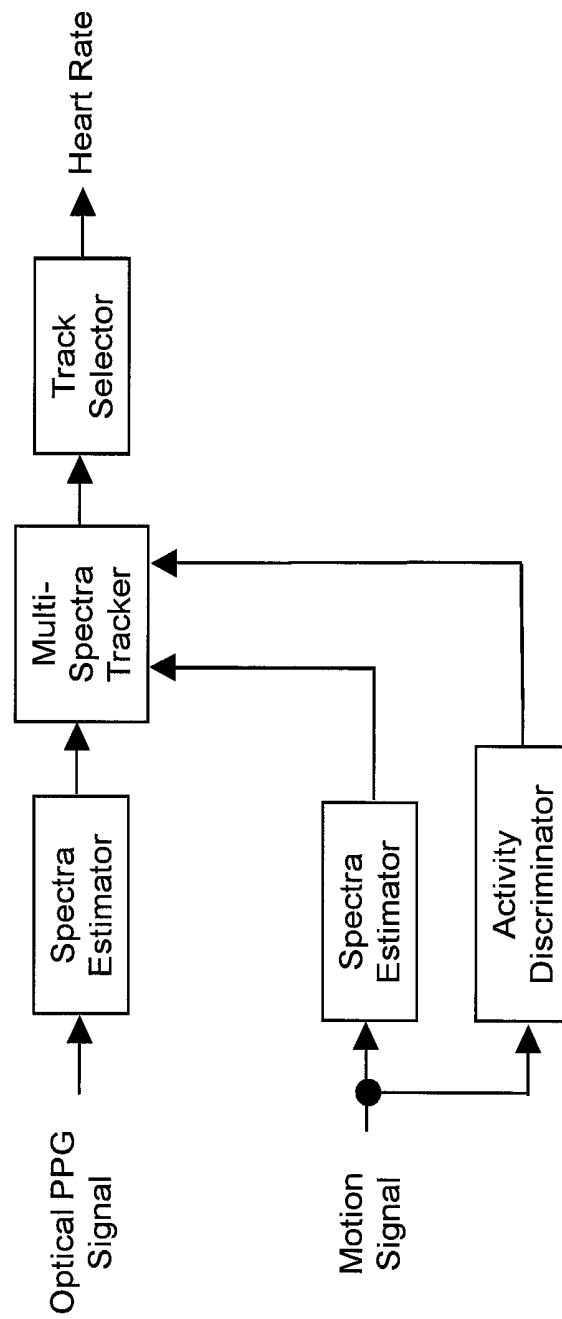 Optical PPG
Signal
Spectra
Estimator
Multi-
Spectra
Tracker
Track
Selector
Heart Rate
Motion
Signal
Spectra
Estimator
Activity
Discriminator